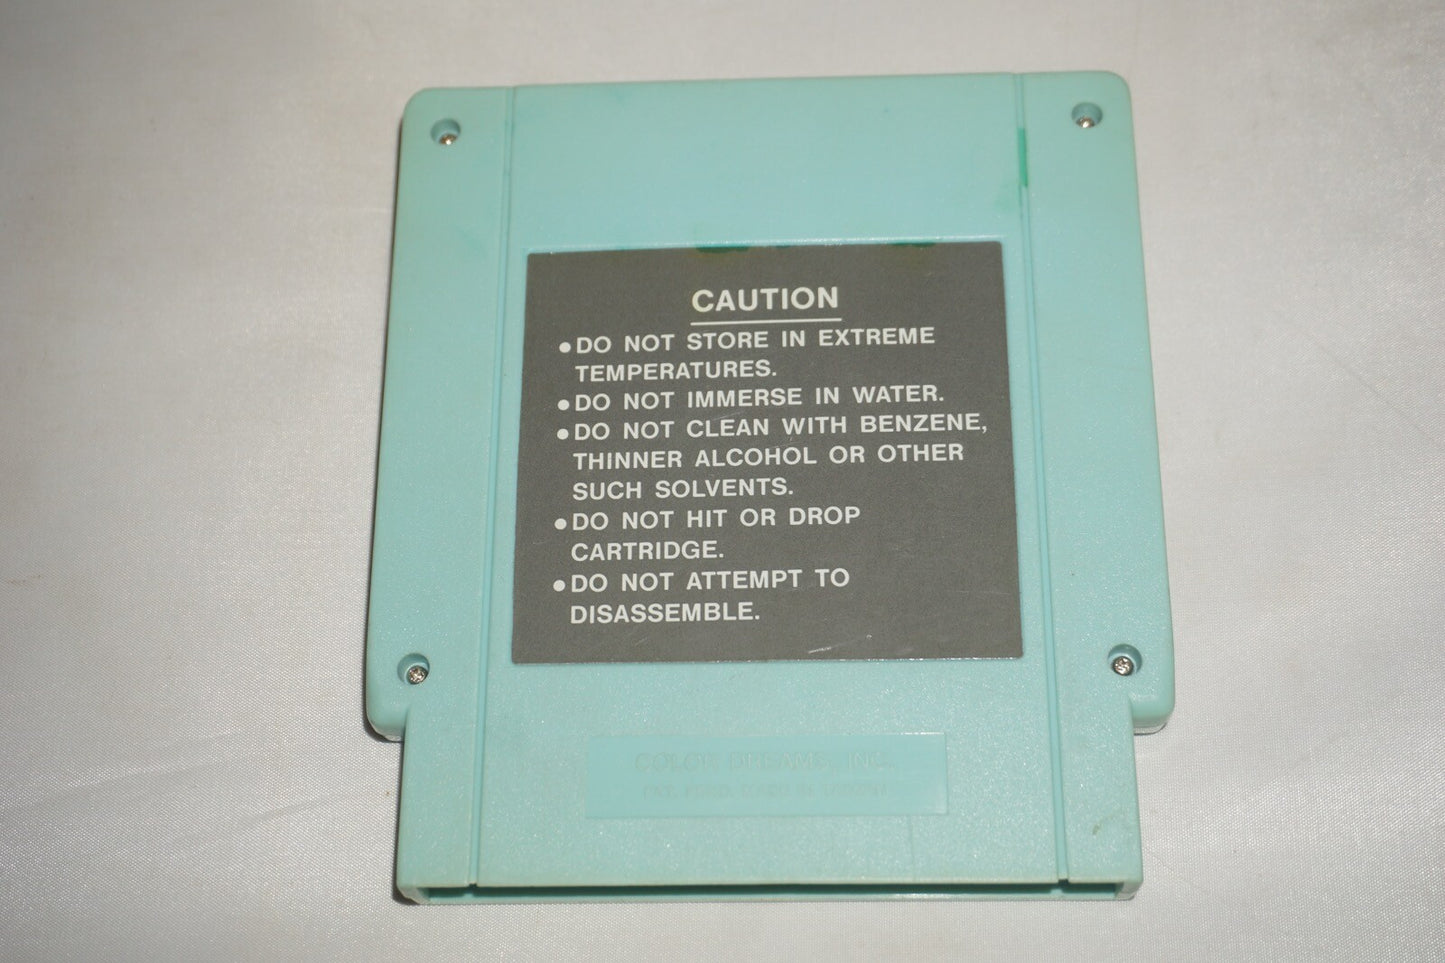 CAUTION
●DO NOT STORE IN EXTREME
TEMPERATURES.
●DO NOT IMMERSE IN WATER.
●DO NOT CLEAN WITH BENZENE,
THINNER ALCOHOL OR OTHER
SUCH SOLVENTS.
●DO NOT HIT OR DROP
CARTRIDGE.
●DO NOT ATTEMPT TO
DISASSEMBLE.
COLOR DREAMS, INC.